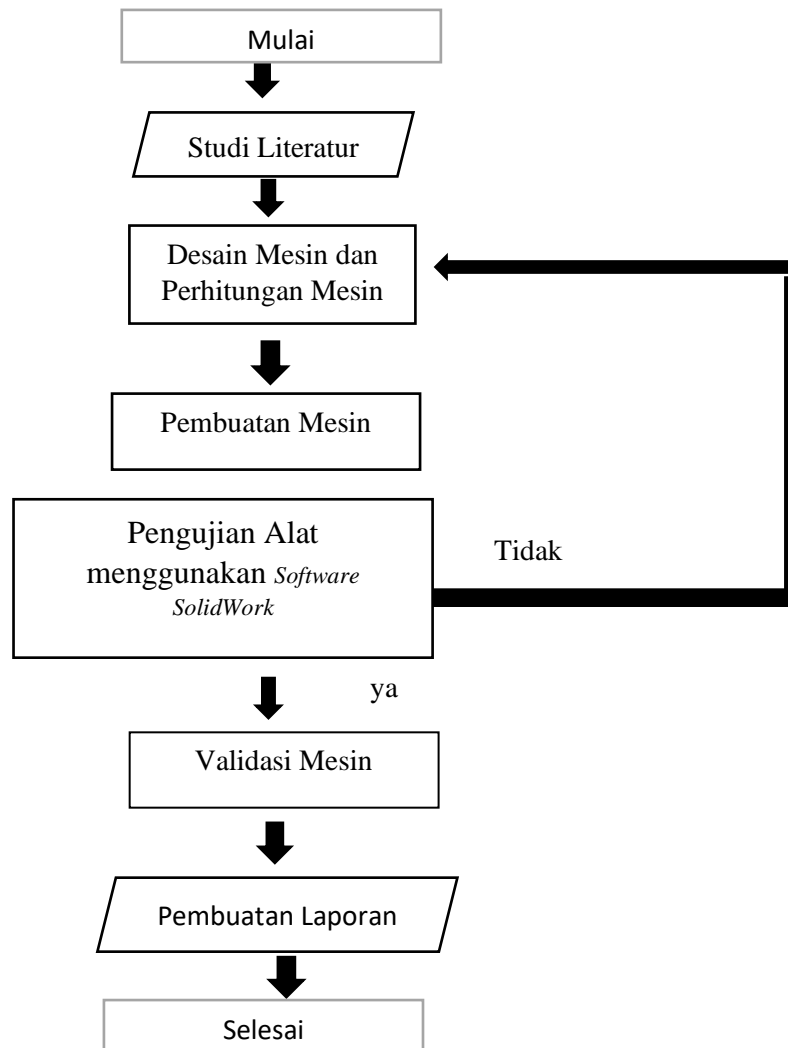 Mulai
Studi Literatur
Desain Mesin dan
Perhitungan Mesin
Pembuatan Mesin
Pengujian Alat
menggunakan Software
SolidWork
Tidak
ya
Validasi Mesin
Pembuatan Laporan
Selesai